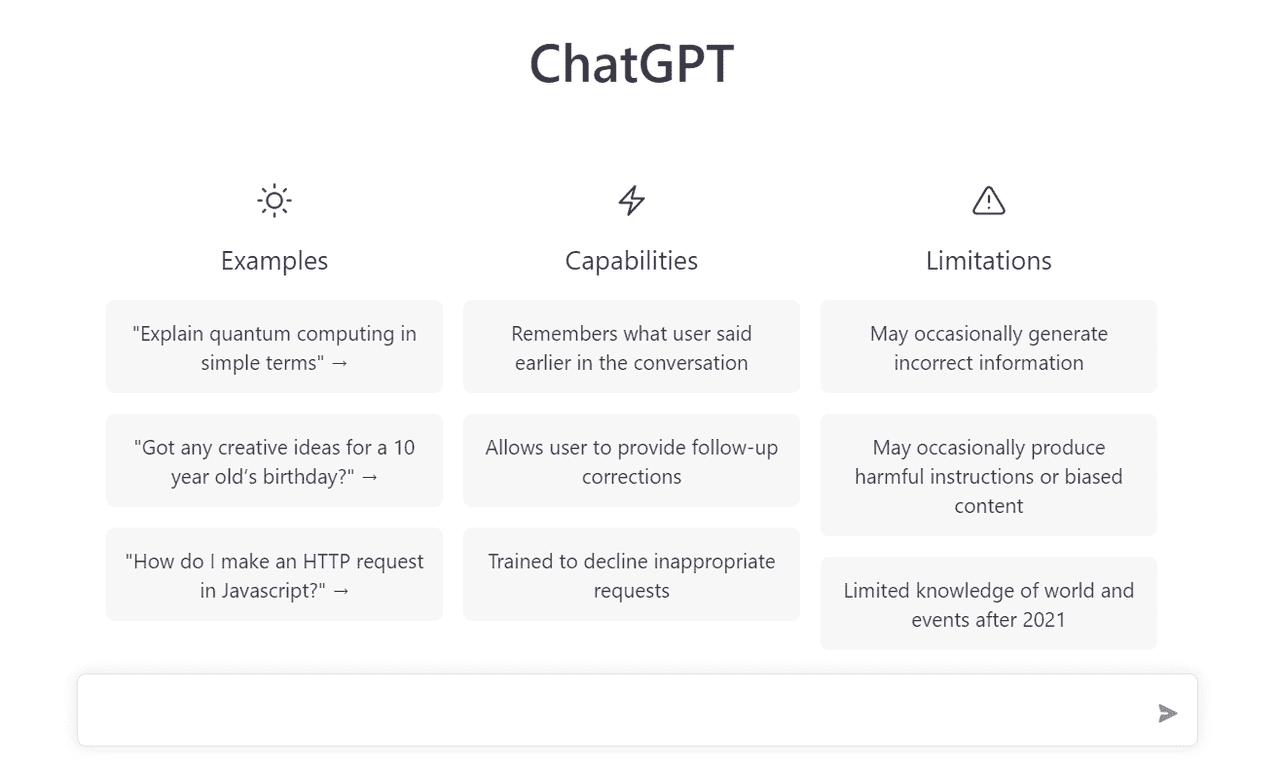 ChatGPT
Examples
"Explain quantum computing in
simple terms" →
"Got any creative ideas for a 10
year old's birthday?" →
"How do I make an HTTP request
in Javascript?" →
Capabilities
Remembers what user said
earlier in the conversation
Allows user to provide follow-up
corrections
Trained to decline inappropriate
requests
Limitations
May occasionally generate
incorrect information
May occasionally produce
harmful instructions or biased
content
Limited knowledge of world and
events after 2021